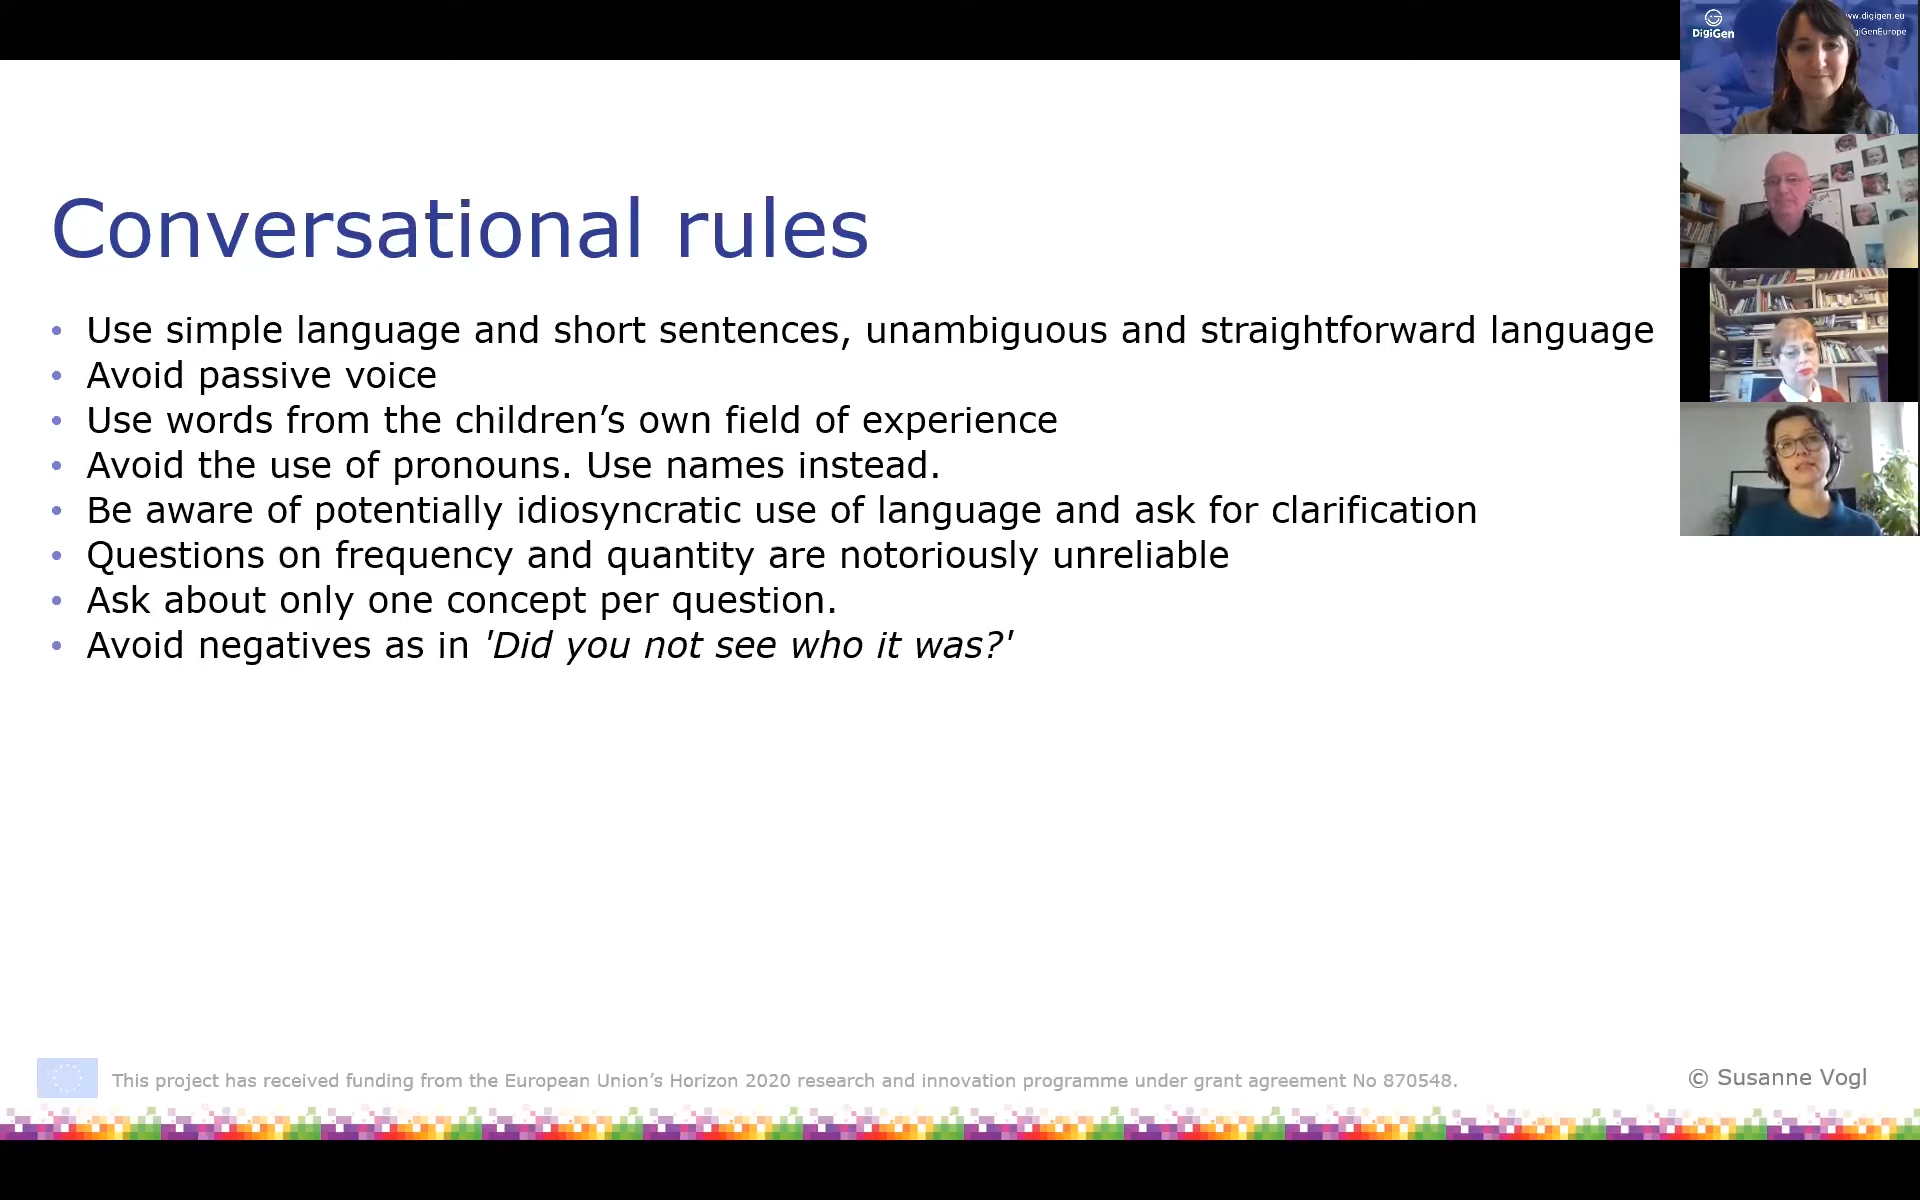 Conversational rules
• Use simple language and short sentences, unambiguous and straightforward language
• Avoid passive voice
• Use words from the children’s own field of experience
• Avoid the use of pronouns. Use names instead.
• Be aware of potentially idiosyncratic use of language and ask for clarification
• Questions on frequency and quantity are notoriously unreliable
• Ask about only one concept per question.
• Avoid negatives as in 'Did you not see who it was?'
This project has received funding from the European Union’s Horizon 2020 research and innovation programme under grant agreement No 870548.
© Susanne Vogl
DigiGen
ww.digigen.eu
giGenEurope